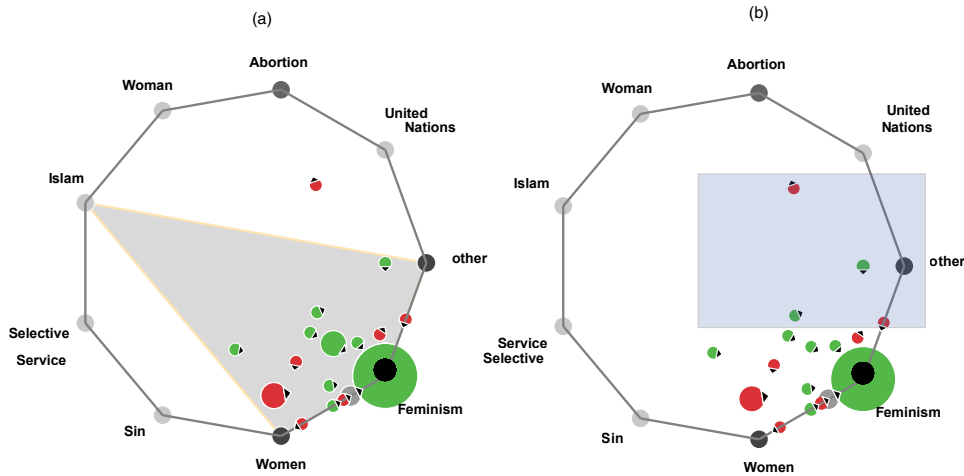 (a)
Abortion
Woman
United
Nations
Islam
other
Selective
Service
Feminism
Sin
Women
(b)
Abortion
Woman
United
Nations
Islam
other
Service
Selective
Feminism
Sin
Women